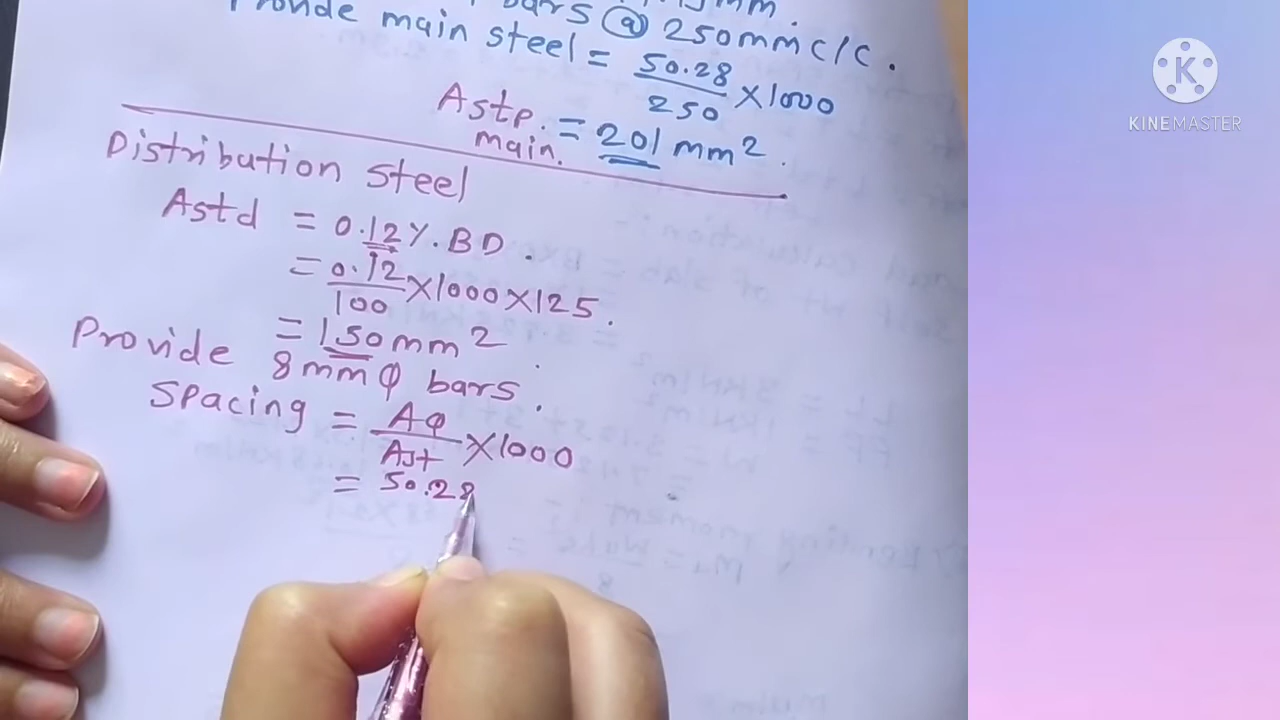 bars @ 250mm c/c.
Provide main steel = 50.28/250 × 1000
Astp. main. = 201 mm²
Distribution Steel
Astd = 0.12%.BD.
= 0.12/100 × 1000 × 125.
= 150 mm².
Provide 8mm φ bars.
Spacing = Aφ/Ast × 1000
= 50.28
KINEMASTER